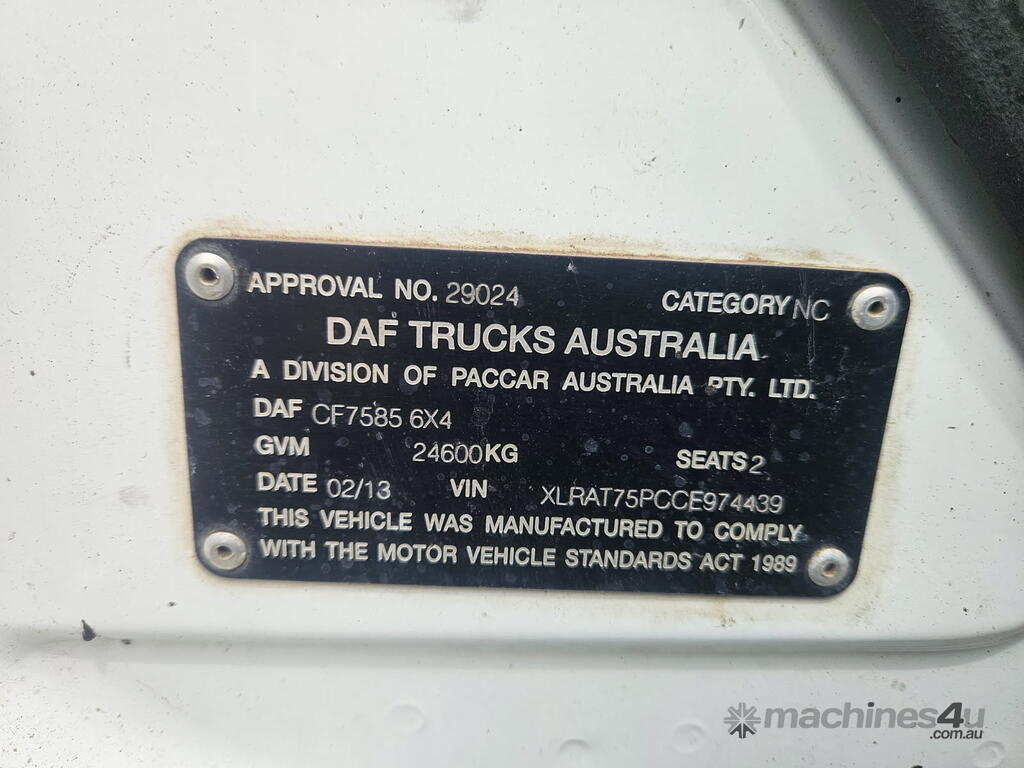 APPROVAL NO. 29024 CATEGORY NC
DAF TRUCKS AUSTRALIA
A DIVISION OF PACCAR AUSTRALIA PTY. LTD.
DAF CF7585 6X4
GVM 24600KG SEATS 2
DATE 02/13 VIN XLRAT75PCCE974439
THIS VEHICLE WAS MANUFACTURED TO COMPLY
WITH THE MOTOR VEHICLE STANDARDS ACT 1989
machines4u
.com.au